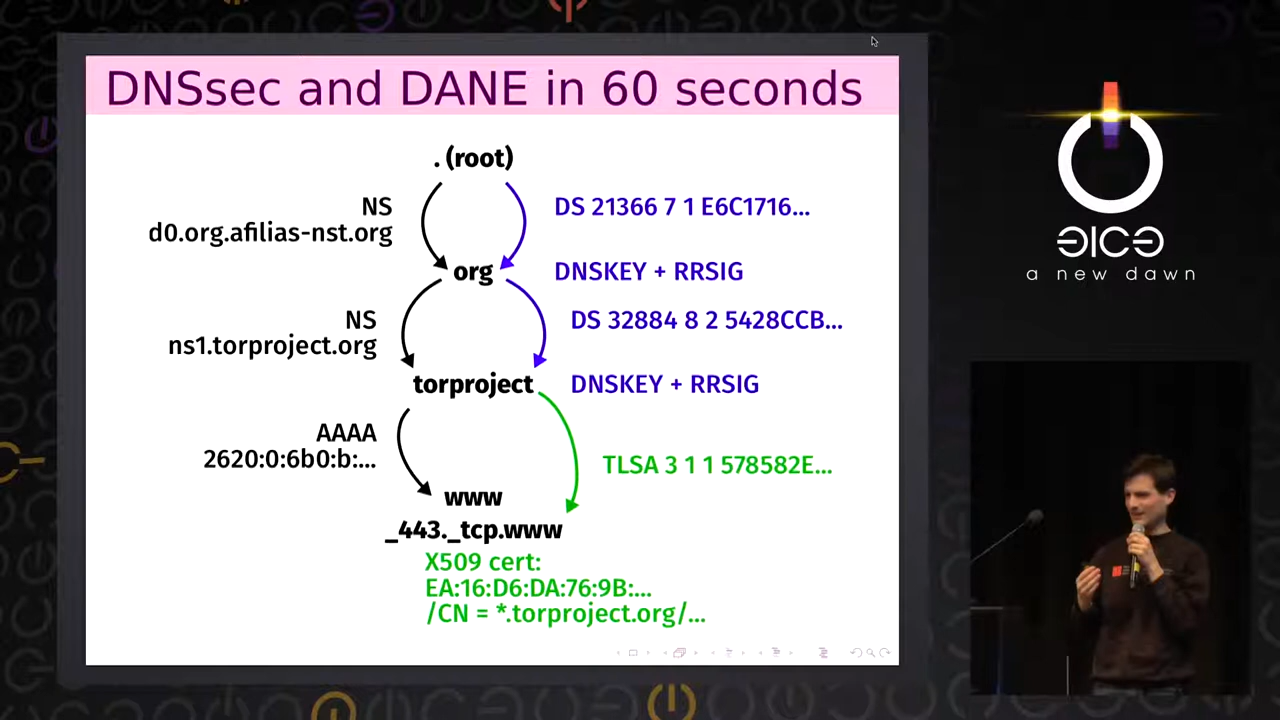 DNSsec and DANE in 60 seconds
. (root)
NS
d0.org.afilias-nst.org
DS 21366 7 1 E6C1716...
org
DNSKEY + RRSIG
NS
ns1.torproject.org
DS 32884 8 2 5428CCB...
torproject
DNSKEY + RRSIG
AAAA
2620:0:6b0:b:...
TLSA 3 1 1 578582E...
www
_443._tcp.www
X509 cert:
EA:16:D6:DA:76:9B:...
/CN = *.torproject.org/...
a new dawn